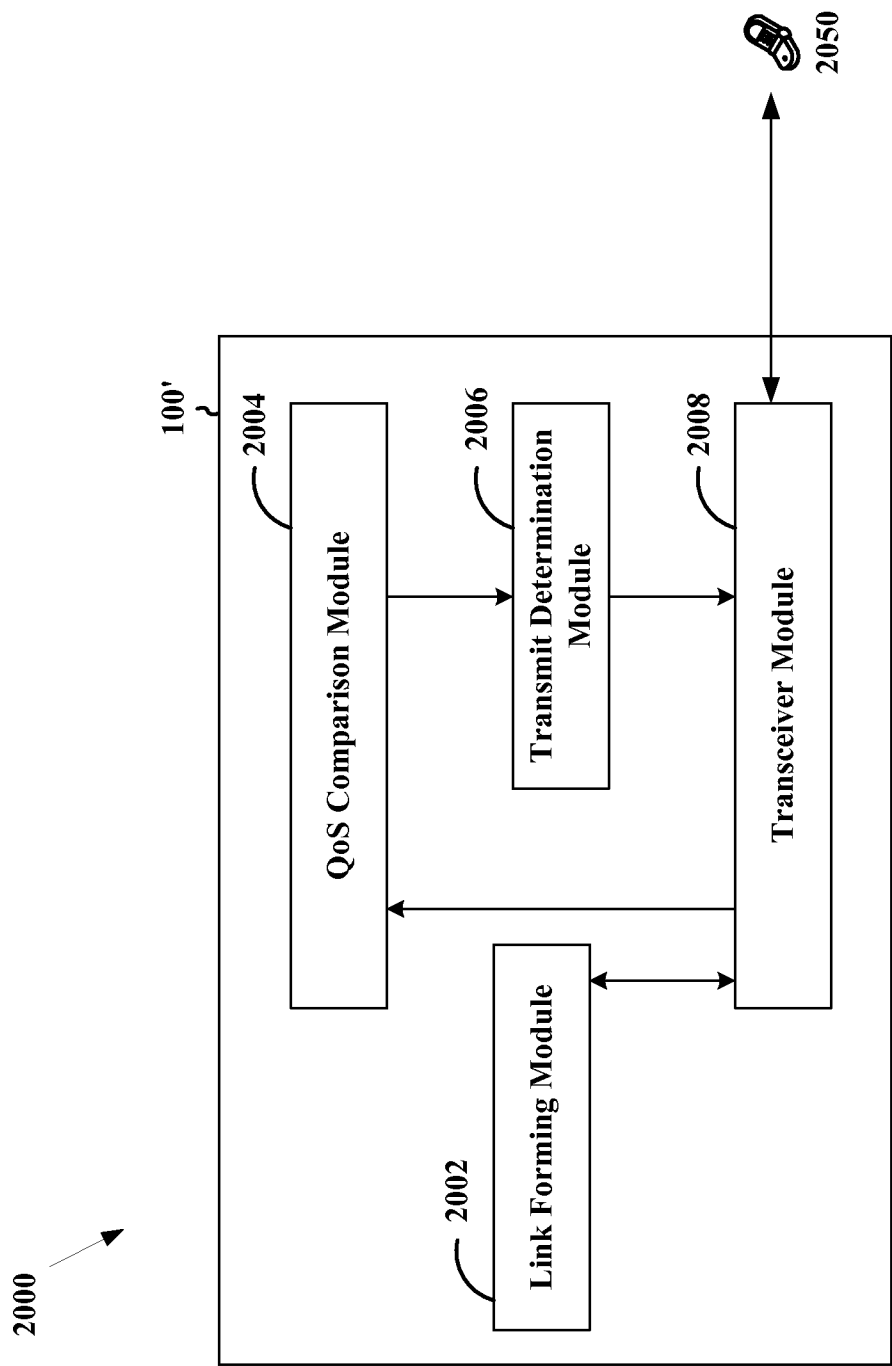 2000
100'
2004
QoS Comparison Module
2006
Transmit Determination
Module
2002
Link Forming Module
2008
Transceiver Module
2050